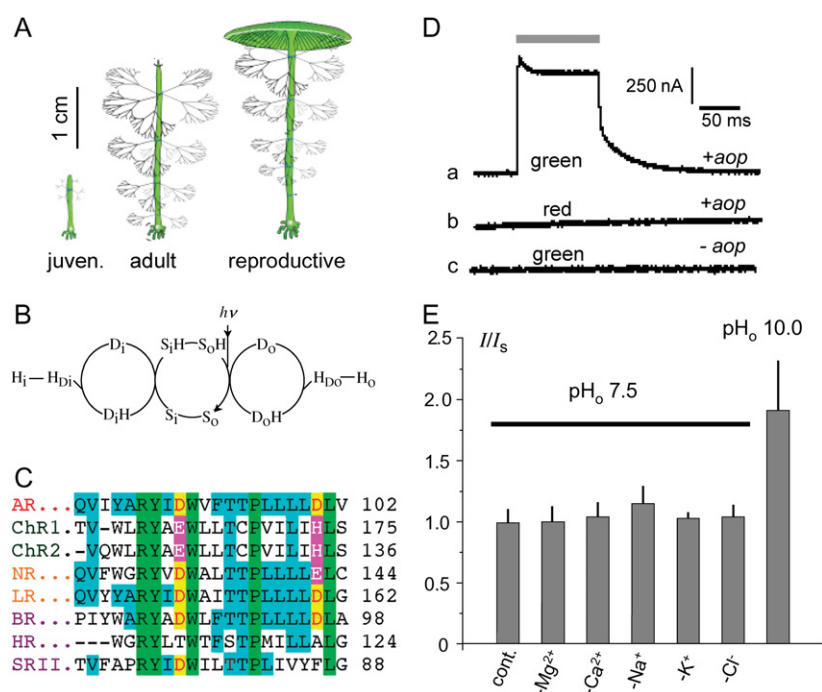 A
1 cm
juven. adult reproductive
B
hν
Di SiH–SoH Do
Hi–HDi HDo–Ho
DiH Si–So DoH
C
AR... QVIYARYIDWVFTTPLLLLDLV 102
ChR1. TV-WLRYAEWLLTCPVILIHLS 175
ChR2. -VQWLRYAEWLLTCPVILIHLS 136
NR... QVFWGRYVDWALTTPLLLLELC 144
LR... QVYWARYIDWAITTPLLLLDLG 162
BR... PIYWARYADWLFTTPLLLLDLA 98
HR... ---WGRYLTWTFSTPMILLALG 124
SRII. TVFAPRYIDWILTTPLIVYFLG 88
D
250 nA
50 ms
a green +aop
b red +aop
c green - aop
E
I/Is
2.5
2.0
1.5
1.0
0.5
0
pHo 7.5
pHo 10.0
cont. -Mg2+ -Ca2+ -Na+ -K+ -Cl-